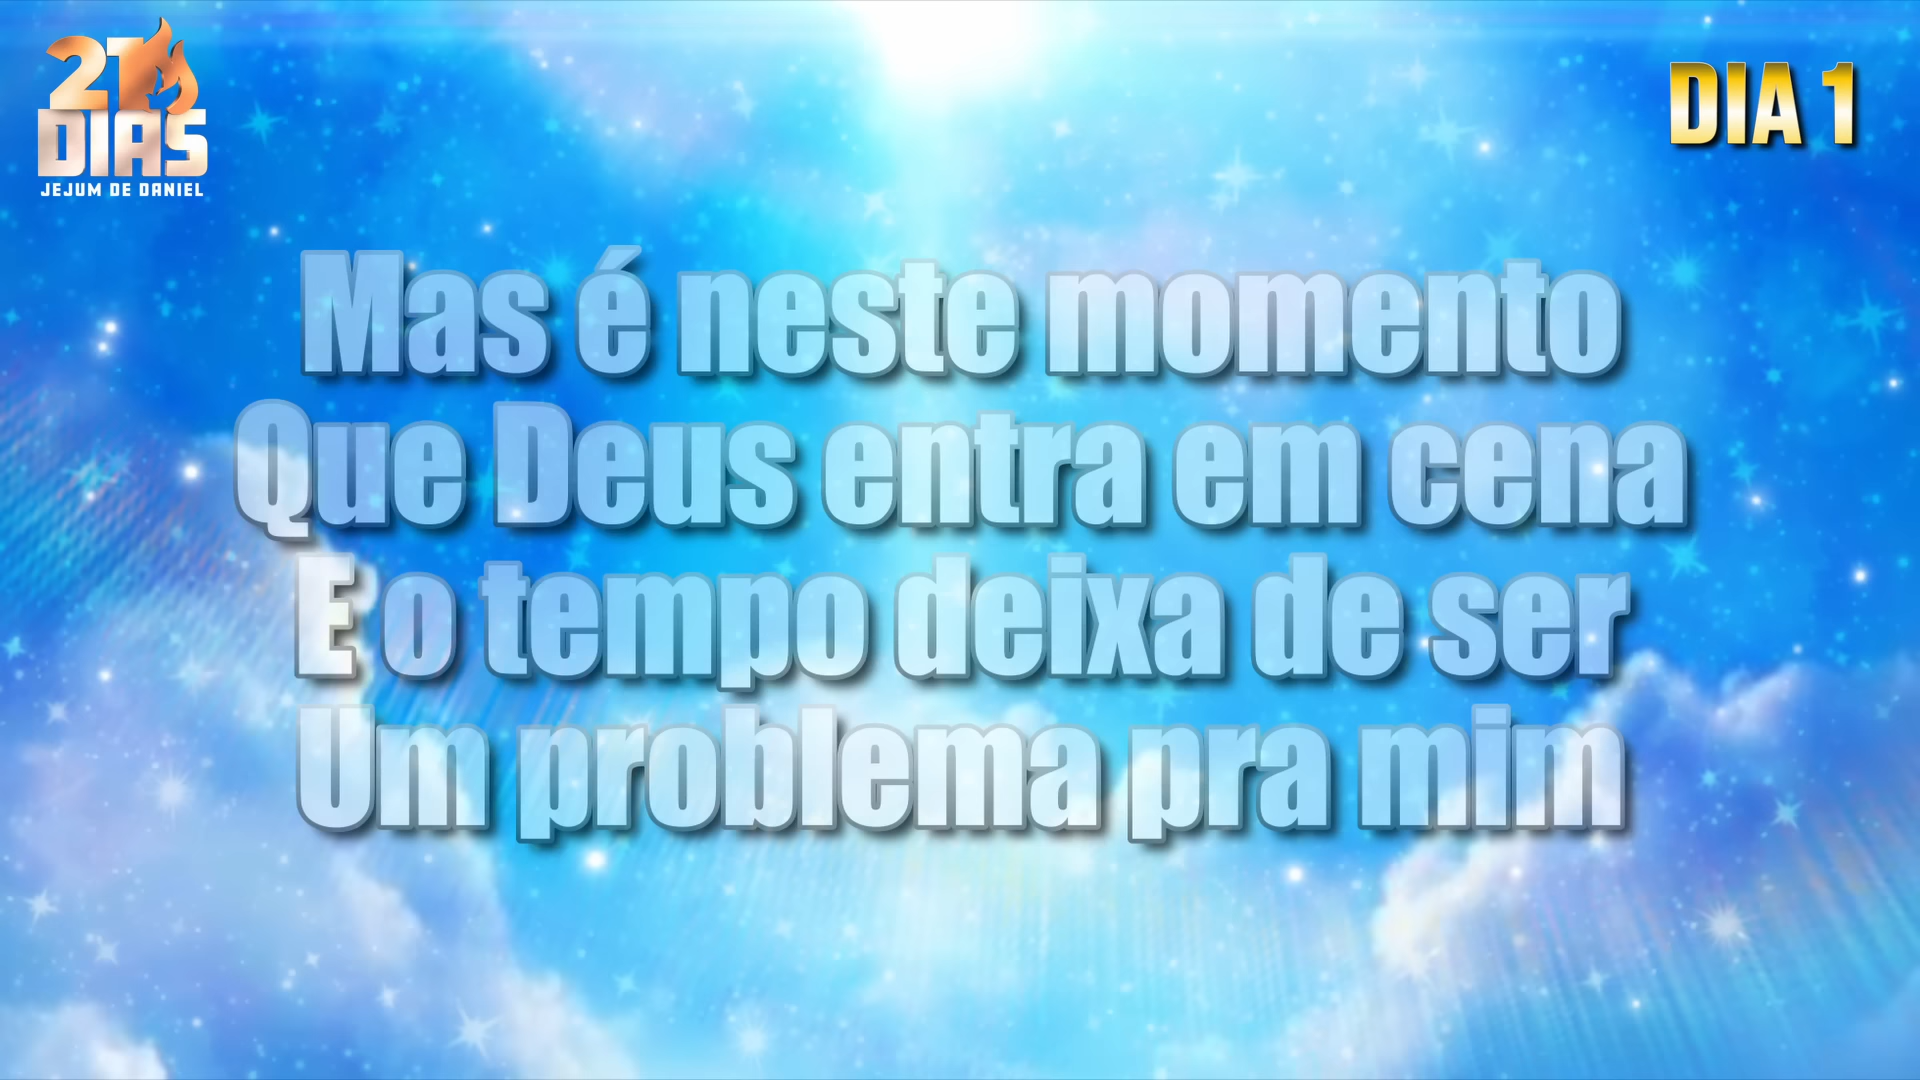 21
DIAS
JEJUM DE DANIEL
DIA 1
Mas é neste momento
Que Deus entra em cena
E o tempo deixa de ser
Um problema pra mim